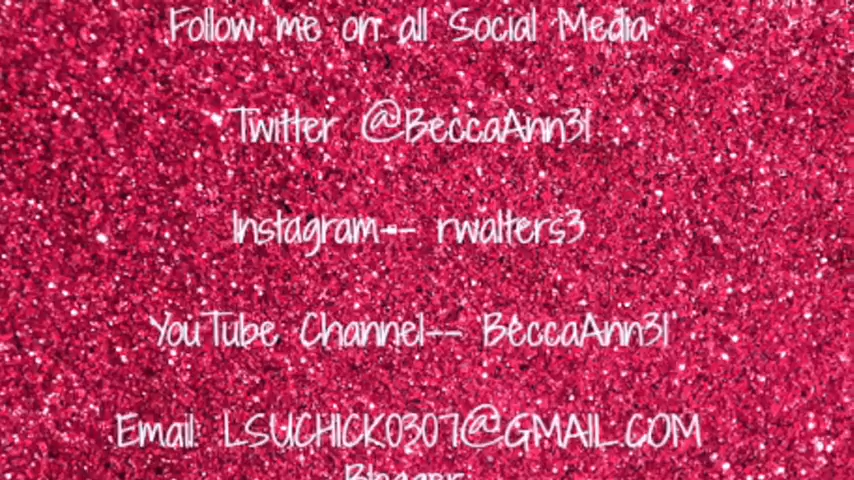 Follow me on all Social Media
Twitter @BeccaAnn31
Instagram-- rwalters3
YouTube Channel-- BeccaAnn31
Email: LSUCHICK0307@GMAIL.COM